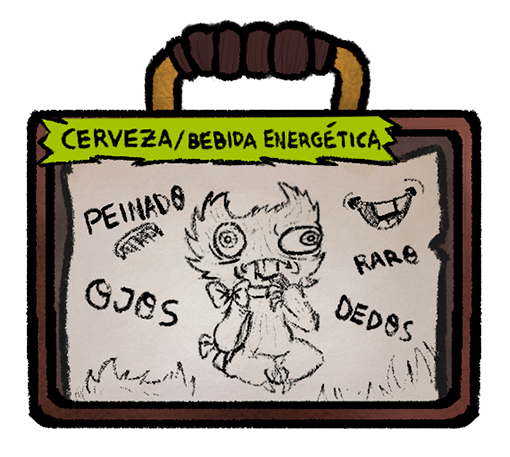 CERVEZA/BEBIDA ENERGÉTICA
PEINADO
OJOS
RARO
DEDOS